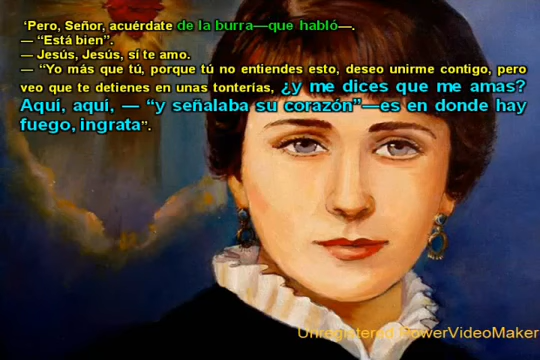 ‘Pero, Señor, acuérdate de la burra—que habló—.
— “Está bien”.
— Jesús, Jesús, sí te amo.
— “Yo más que tú, porque tú no entiendes esto, deseo unirme contigo, pero
veo que te detienen en unas tonterías, ¿y me dices que me amas?
Aquí, aquí, — “y señalaba su corazón”—es en donde hay
fuego, ingrata”.
Unregistered PowerVideoMaker